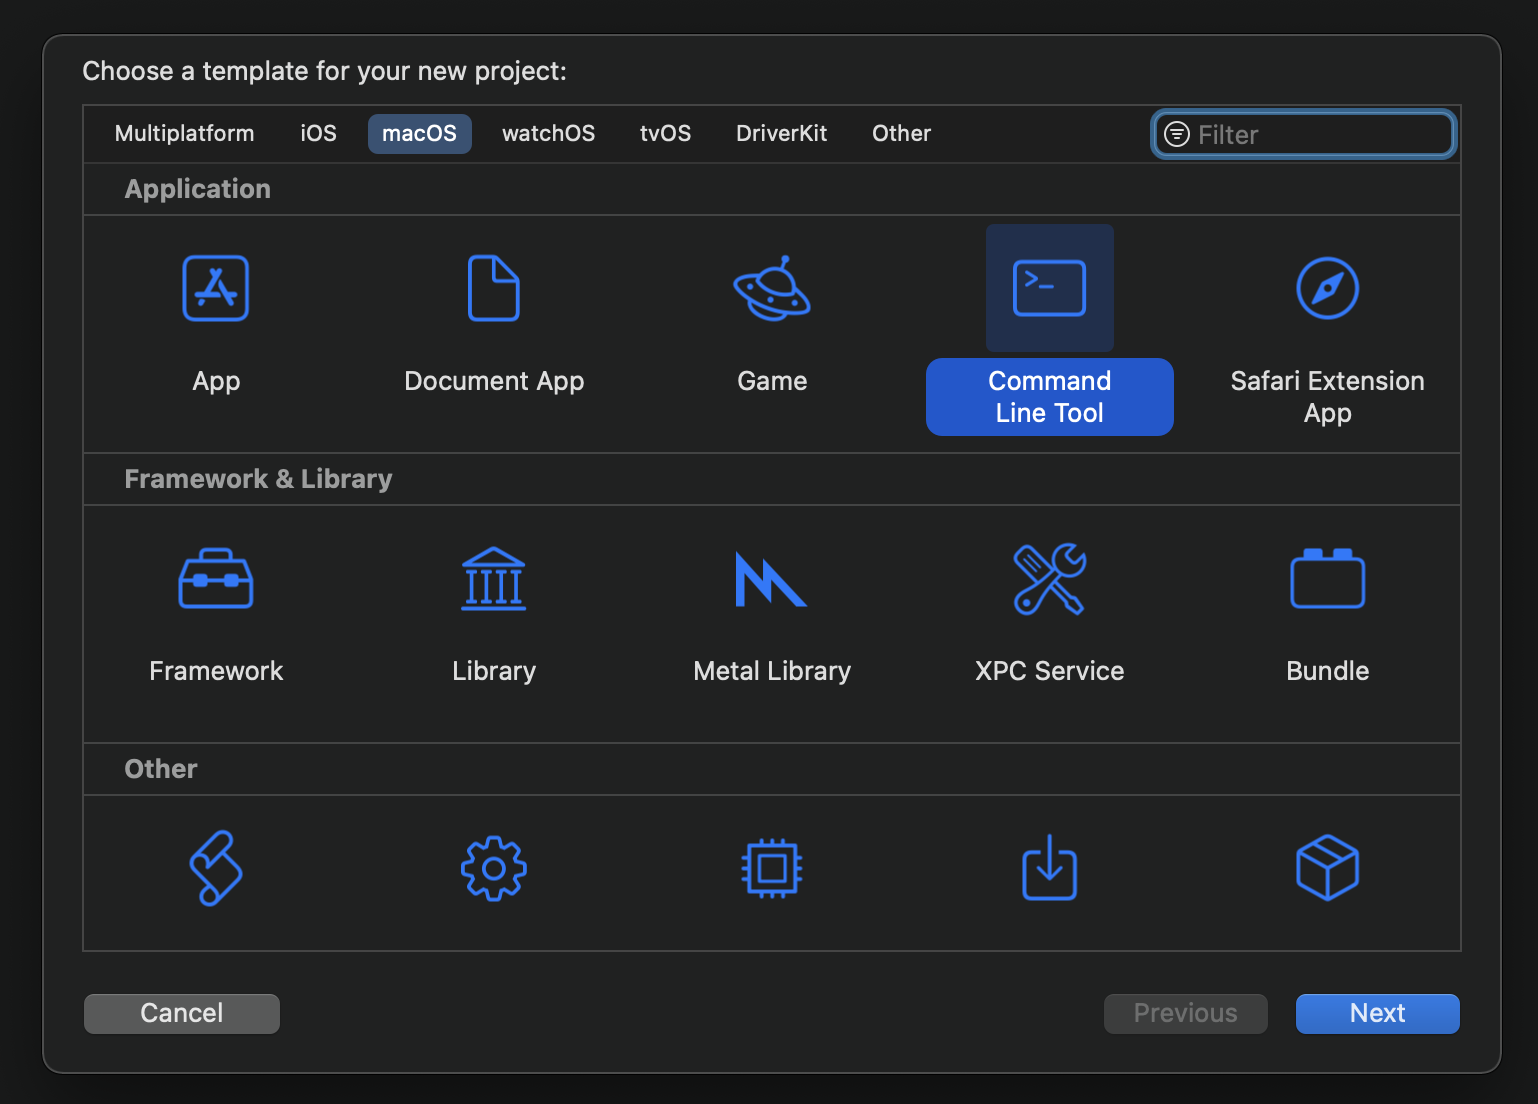 Choose a template for your new project:
Multiplatform iOS macOS watchOS tvOS DriverKit Other Filter
Application
App Document App Game Command Line Tool Safari Extension App
Framework & Library
Framework Library Metal Library XPC Service Bundle
Other
Cancel Previous Next